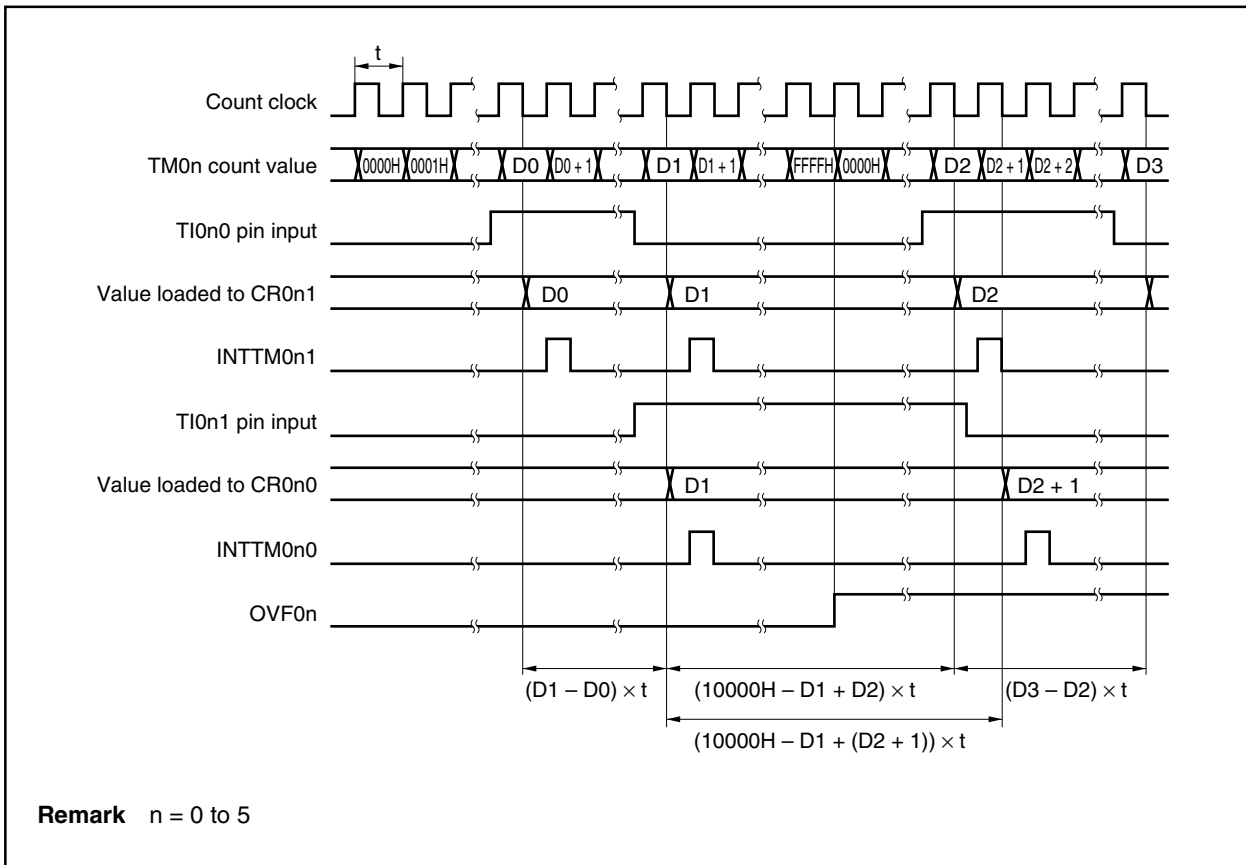 t
Count clock
TM0n count value 0000H 0001H D0 D0 + 1 D1 D1 + 1 FFFFH 0000H D2 D2 + 1 D2 + 2 D3
TI0n0 pin input
Value loaded to CR0n1 D0 D1 D2
INTTM0n1
TI0n1 pin input
Value loaded to CR0n0 D1 D2 + 1
INTTM0n0
OVF0n
(D1 – D0) × t (10000H – D1 + D2) × t (D3 – D2) × t
(10000H – D1 + (D2 + 1)) × t
Remark n = 0 to 5